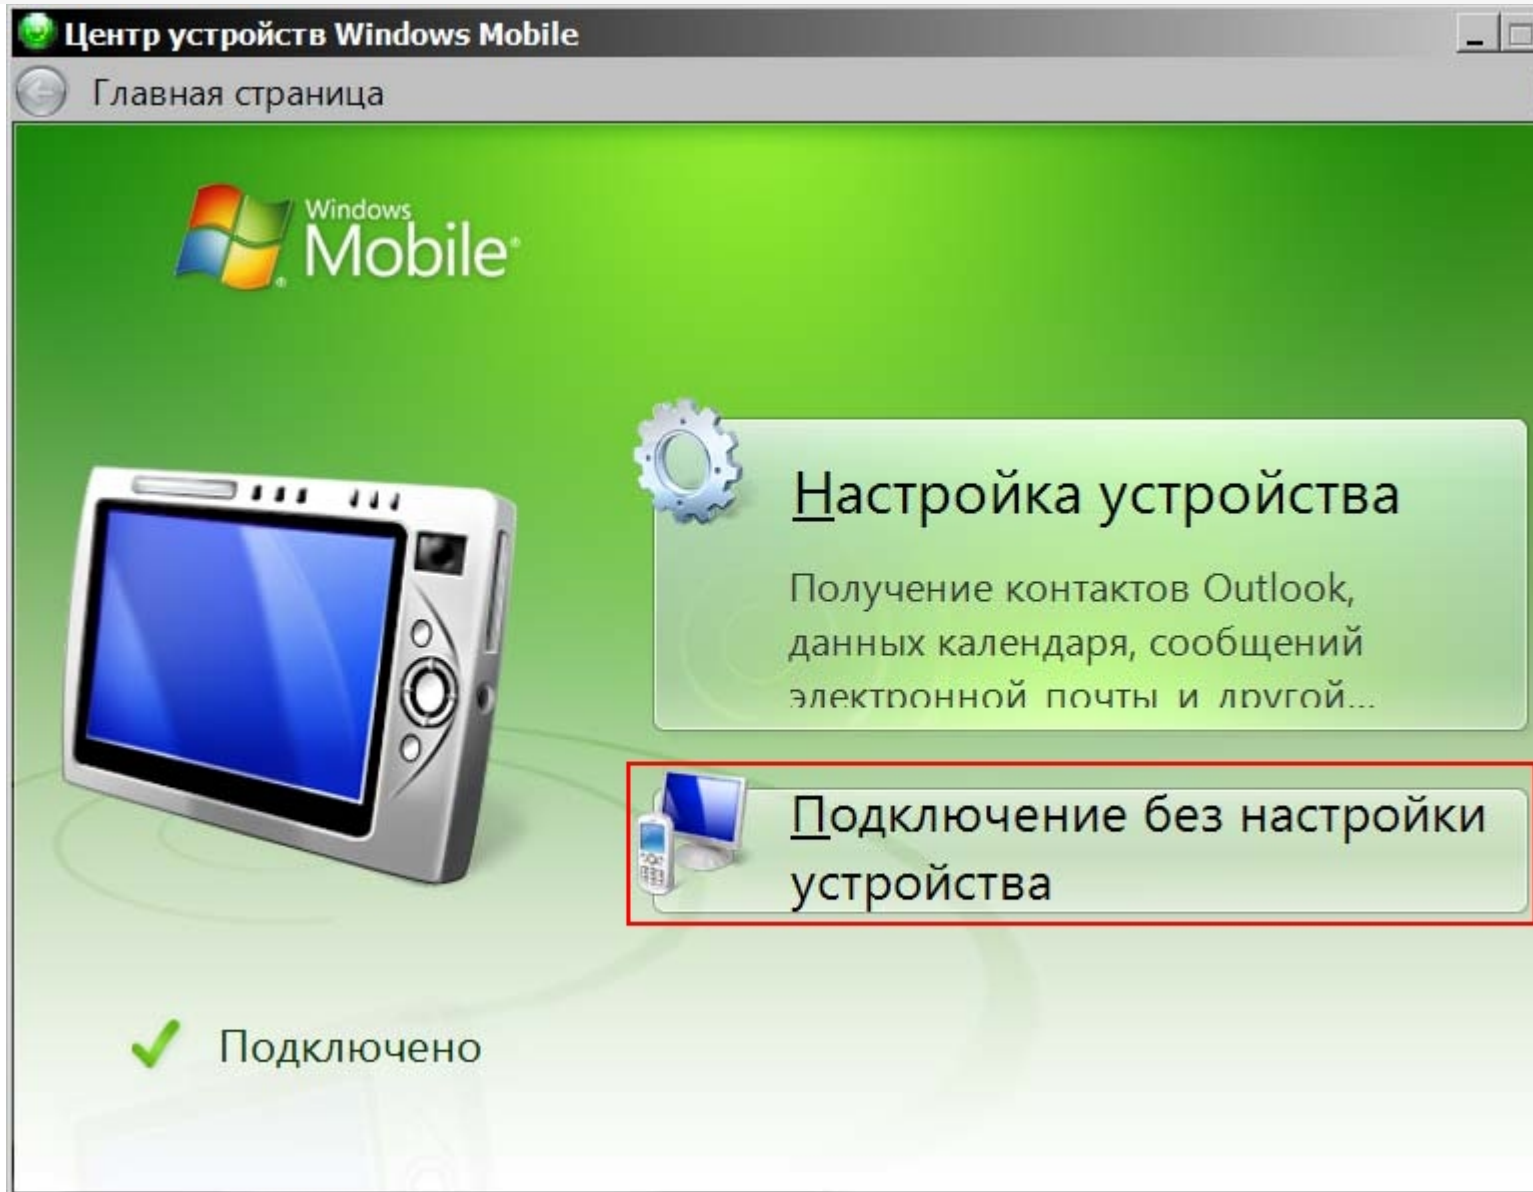 Центр устройств Windows Mobile
Главная страница
Windows
Mobile®
Настройка устройства
Получение контактов Outlook,
данных календаря, сообщений
электронной почты и другой...
Подключение без настройки
устройства
Подключено